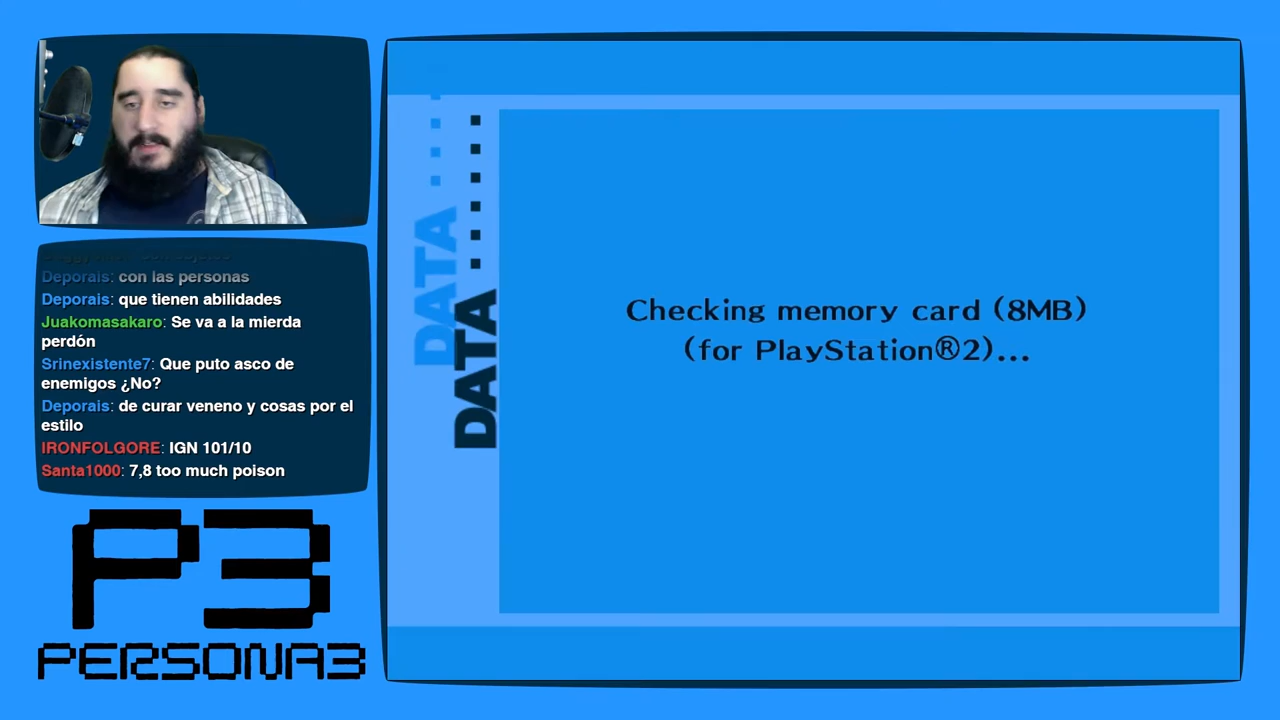 Deporais: con las personas
Deporais: que tienen abilidades
Juakomasakaro: Se va a la mierda
perdón
Srinexistente7: Que puto asco de
enemigos ¿No?
Deporais: de curar veneno y cosas por el
estilo
IRONFOLGORE: IGN 101/10
Santa1000: 7,8 too much poison
P3
PERSONA3
DATA
DATA
Checking memory card (8MB)
(for PlayStation®2)...